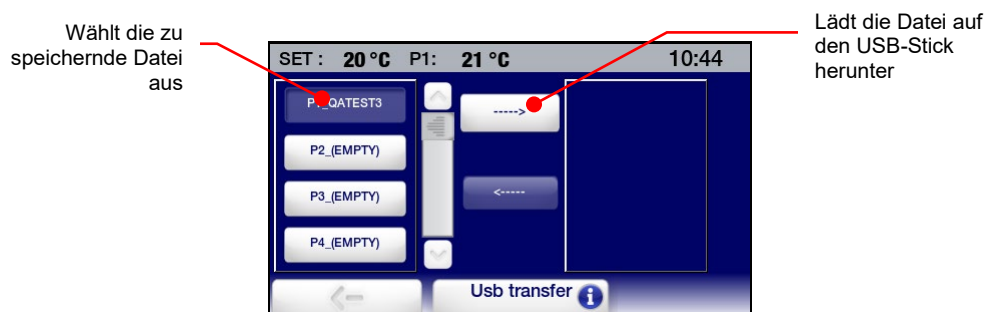 Wählt die zu
speichernde Datei
aus
Lädt die Datei auf
den USB-Stick
herunter
SET : 20 °C P1: 21 °C 10:44
P1_QATEST3
----->
P2_(EMPTY)
P3_(EMPTY)
<-----
P4_(EMPTY)
Usb transfer